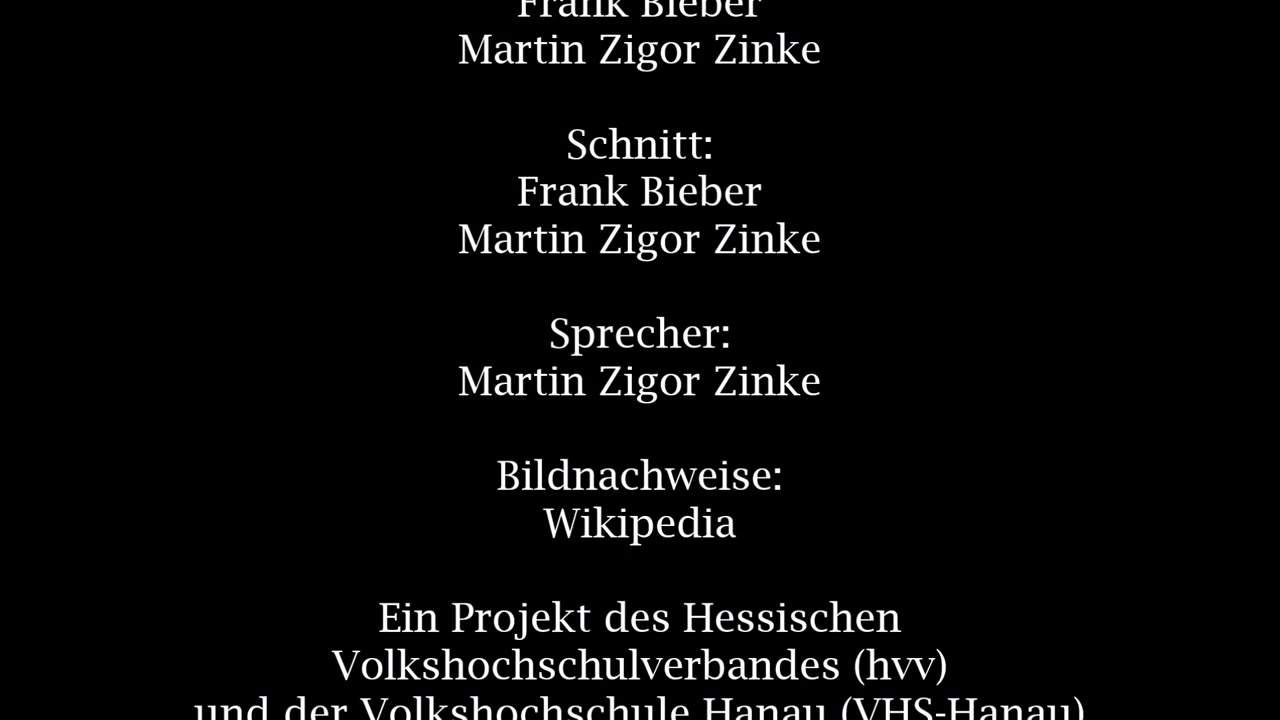 Frank Bieber
Martin Zigor Zinke
Schnitt:
Frank Bieber
Martin Zigor Zinke
Sprecher:
Martin Zigor Zinke
Bildnachweise:
Wikipedia
Ein Projekt des Hessischen
Volkshochschulverbandes (hvv)
und der Volkshochschule Hanau (VHS-Hanau)